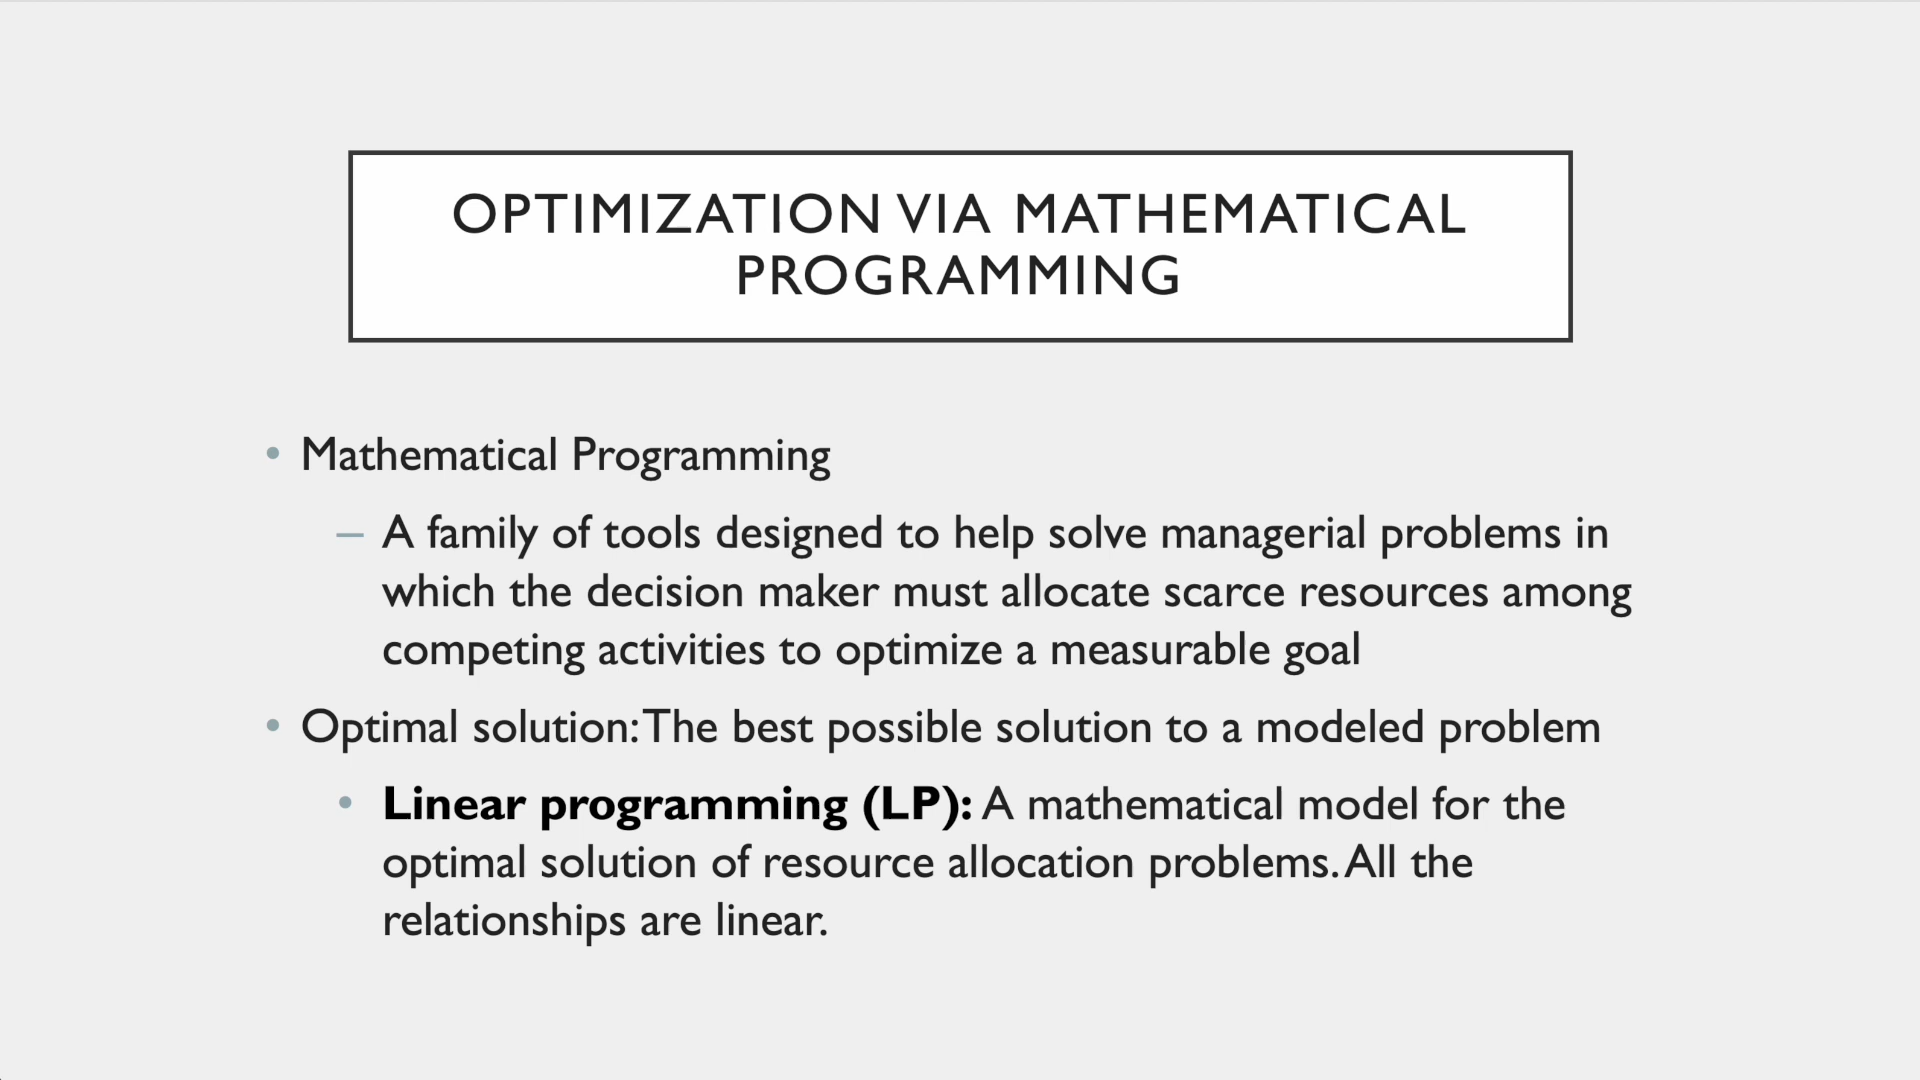 OPTIMIZATION VIA MATHEMATICAL
PROGRAMMING
• Mathematical Programming
– A family of tools designed to help solve managerial problems in
which the decision maker must allocate scarce resources among
competing activities to optimize a measurable goal
• Optimal solution: The best possible solution to a modeled problem
• Linear programming (LP): A mathematical model for the
optimal solution of resource allocation problems. All the
relationships are linear.